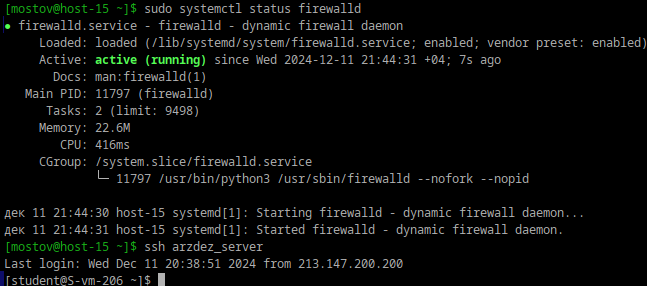 [mostov@host-15 ~]$ sudo systemctl status firewalld
● firewalld.service - firewalld - dynamic firewall daemon
Loaded: loaded (/lib/systemd/system/firewalld.service; enabled; vendor preset: enabled)
Active: active (running) since Wed 2024-12-11 21:44:31 +04; 7s ago
Docs: man:firewalld(1)
Main PID: 11797 (firewalld)
Tasks: 2 (limit: 9498)
Memory: 22.6M
CPU: 416ms
CGroup: /system.slice/firewalld.service
└─ 11797 /usr/bin/python3 /usr/sbin/firewalld --nofork --nopid
дек 11 21:44:30 host-15 systemd[1]: Starting firewalld - dynamic firewall daemon...
дек 11 21:44:31 host-15 systemd[1]: Started firewalld - dynamic firewall daemon.
[mostov@host-15 ~]$ ssh arzdez_server
Last login: Wed Dec 11 20:38:51 2024 from 213.147.200.200
[student@S-vm-206 ~]$